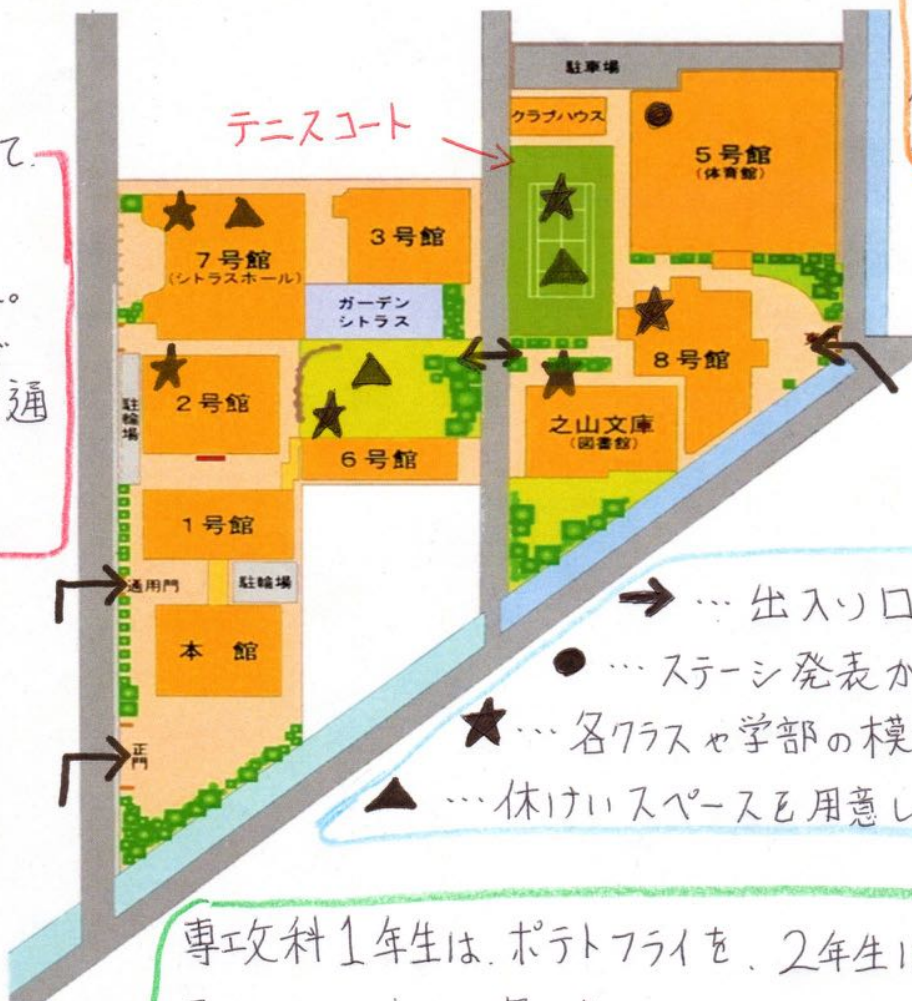 駐車場
クラブハウス
テニスコート
5号館
(体育館)
て.
7号館
(シトラスホール)
3号館
ガーデン
シトラス
8号館
通
駐輪場
2号館
之山文庫
(図書館)
6号館
1号館
通用門
駐輪場
→ … 出入り口
本館
● … ステージ発表が
★ … 各クラスや学部の模
正門
▲ … 休けいスペースを用意し
専攻科1年生は、ポテトフライを、2年生